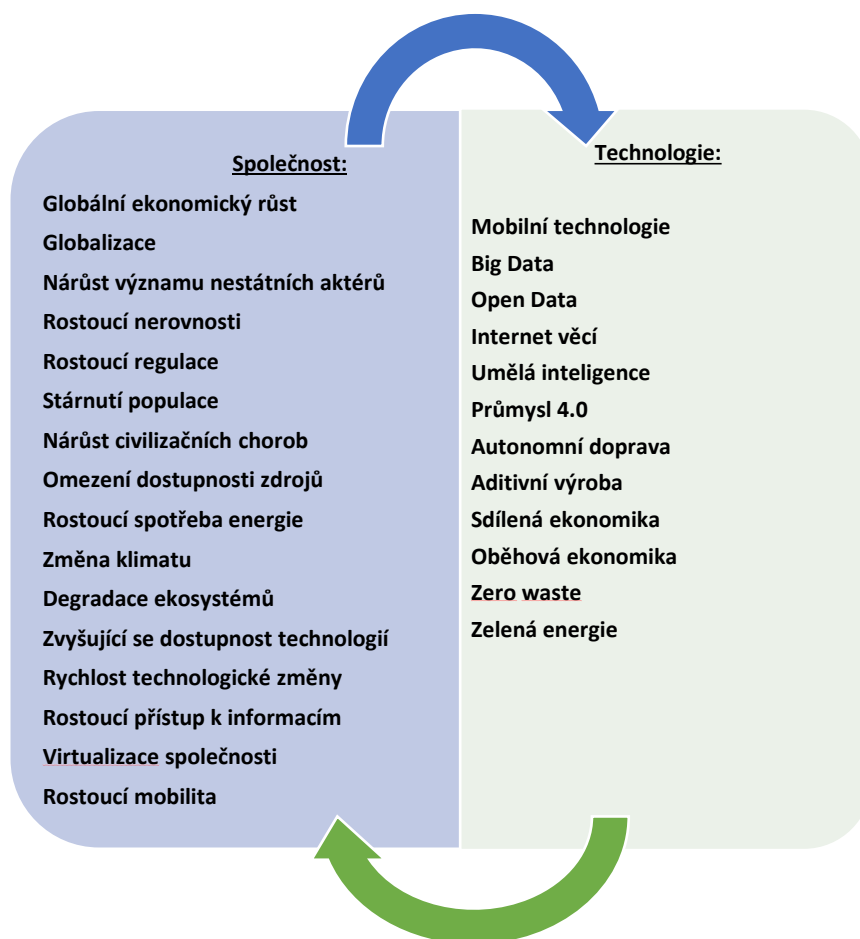 Společnost:
Globální ekonomický růst
Globalizace
Nárůst významu nestátních aktérů
Rostoucí nerovnosti
Rostoucí regulace
Stárnutí populace
Nárůst civilizačních chorob
Omezení dostupnosti zdrojů
Rostoucí spotřeba energie
Změna klimatu
Degradace ekosystémů
Zvyšující se dostupnost technologií
Rychlost technologické změny
Rostoucí přístup k informacím
Virtualizace společnosti
Rostoucí mobilita
Technologie:
Mobilní technologie
Big Data
Open Data
Internet věcí
Umělá inteligence
Průmysl 4.0
Autonomní doprava
Aditivní výroba
Sdílená ekonomika
Oběhová ekonomika
Zero waste
Zelená energie